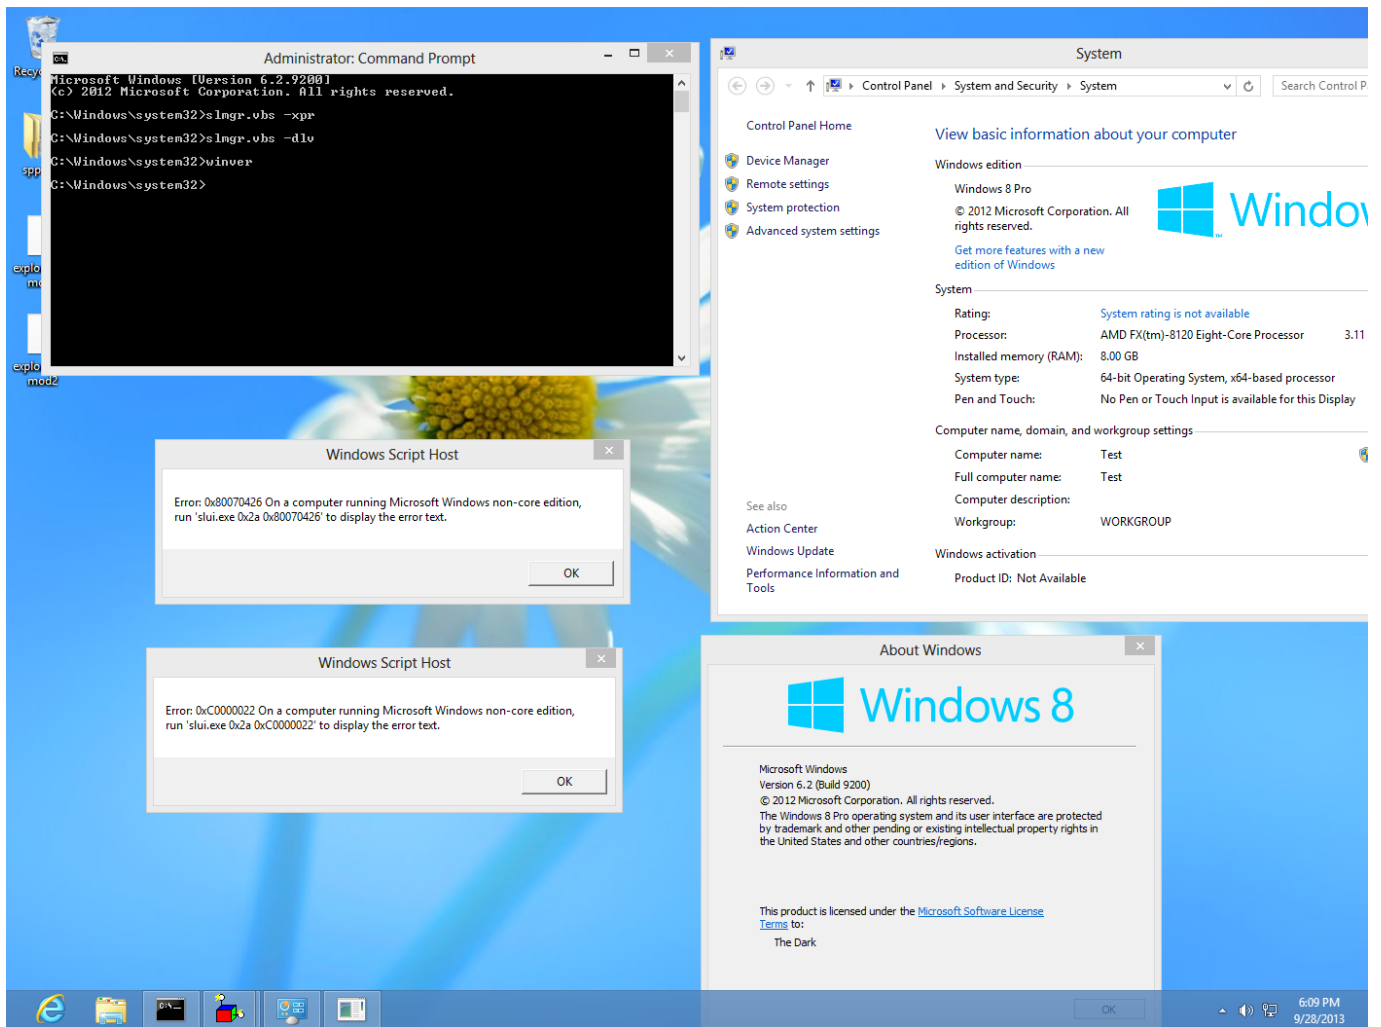 Recyc
spp
explo
mo
explo
mod2
Administrator: Command Prompt
Microsoft Windows [Version 6.2.9200]
(c) 2012 Microsoft Corporation. All rights reserved.
C:\Windows\system32>slmgr.vbs -xpr
C:\Windows\system32>slmgr.vbs -dlv
C:\Windows\system32>winver
C:\Windows\system32>
Windows Script Host
Error: 0x80070426 On a computer running Microsoft Windows non-core edition,
run 'slui.exe 0x2a 0x80070426' to display the error text.
OK
Windows Script Host
Error: 0xC0000022 On a computer running Microsoft Windows non-core edition,
run 'slui.exe 0x2a 0xC0000022' to display the error text.
OK
System
Control Panel
System and Security
System
Search Control P
Control Panel Home
Device Manager
Remote settings
System protection
Advanced system settings
See also
Action Center
Windows Update
Performance Information and
Tools
View basic information about your computer
Windows edition
Windows 8 Pro
© 2012 Microsoft Corporation. All
rights reserved.
Get more features with a new
edition of Windows
Window
System
Rating: System rating is not available
Processor: AMD FX(tm)-8120 Eight-Core Processor 3.11
Installed memory (RAM): 8.00 GB
System type: 64-bit Operating System, x64-based processor
Pen and Touch: No Pen or Touch Input is available for this Display
Computer name, domain, and workgroup settings
Computer name: Test
Full computer name: Test
Computer description:
Workgroup: WORKGROUP
Windows activation
Product ID: Not Available
About Windows
Windows 8
Microsoft Windows
Version 6.2 (Build 9200)
© 2012 Microsoft Corporation. All rights reserved.
The Windows 8 Pro operating system and its user interface are protected
by trademark and other pending or existing intellectual property rights in
the United States and other countries/regions.
This product is licensed under the Microsoft Software License
Terms to:
The Dark
OK
6:09 PM
9/28/2013